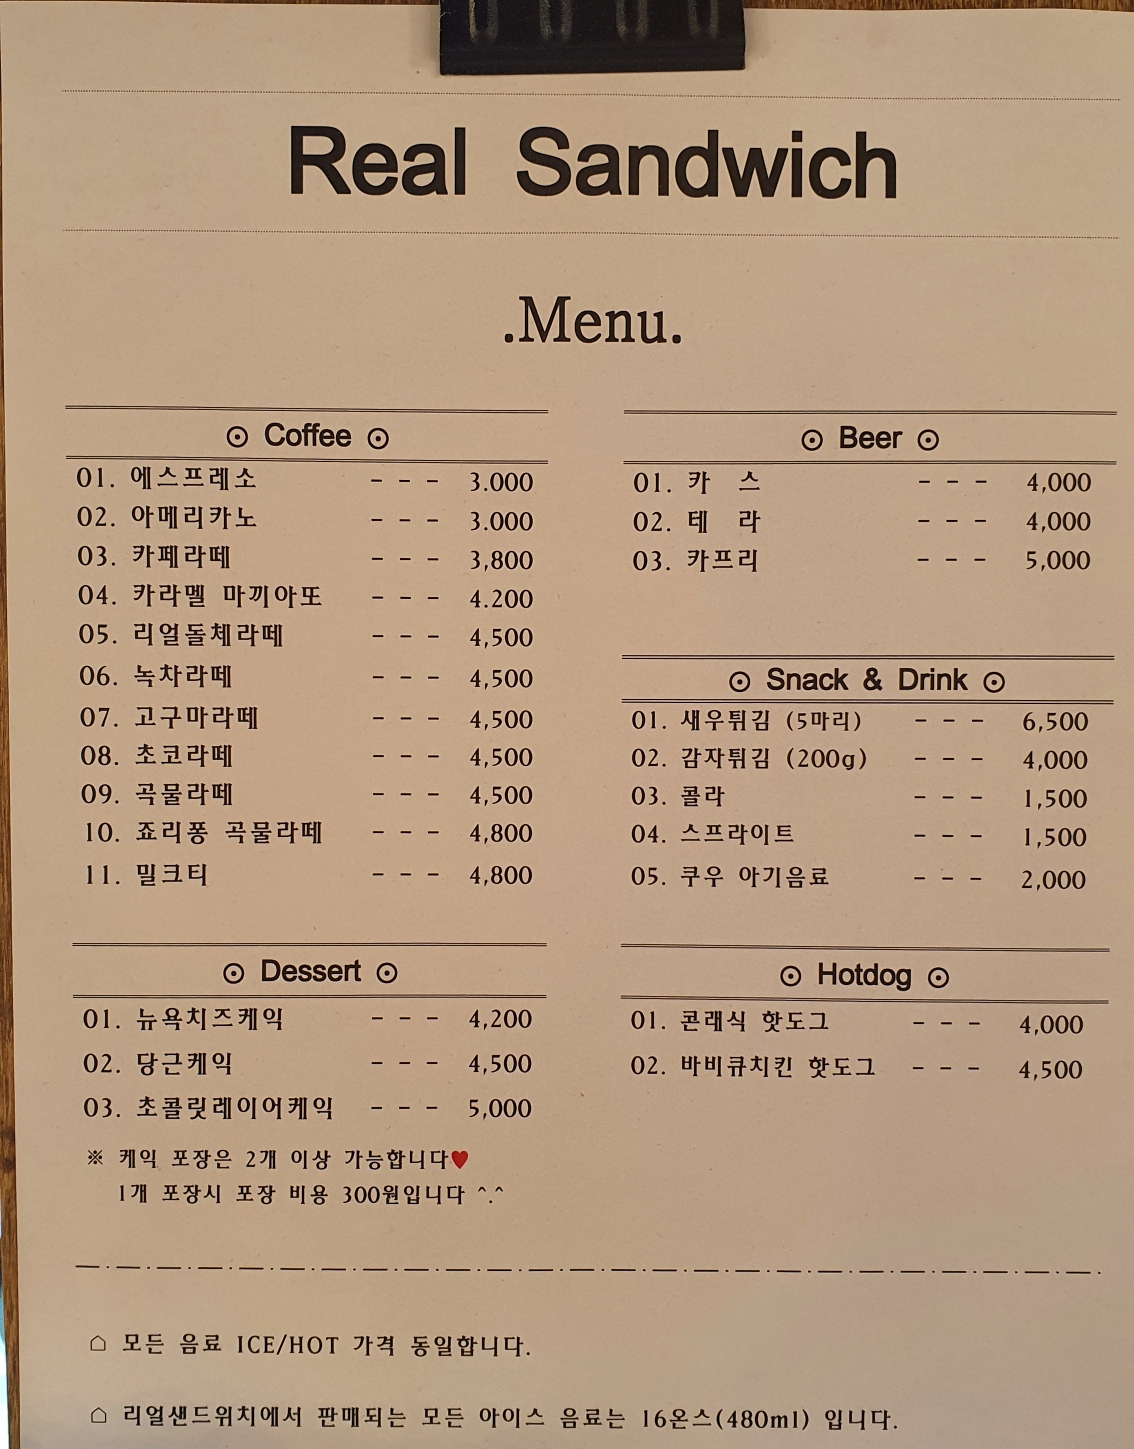 Real Sandwich
.Menu.
⊙ Coffee ⊙
01. 에스프레소 - - - 3.000
02. 아메리카노 - - - 3.000
03. 카페라떼 - - - 3,800
04. 카라멜 마끼아또 - - - 4.200
05. 리얼돌체라떼 - - - 4,500
06. 녹차라떼 - - - 4,500
07. 고구마라떼 - - - 4,500
08. 초코라떼 - - - 4,500
09. 곡물라떼 - - - 4,500
10. 죠리퐁 곡물라떼 - - - 4,800
11. 밀크티 - - - 4,800
⊙ Dessert ⊙
01. 뉴욕치즈케익 - - - 4,200
02. 당근케익 - - - 4,500
03. 초콜릿레이어케익 - - - 5,000
※ 케익 포장은 2개 이상 가능합니다♥
1개 포장시 포장 비용 300원입니다 ^.^
⊙ Beer ⊙
01. 카 스 - - - 4,000
02. 테 라 - - - 4,000
03. 카프리 - - - 5,000
⊙ Snack & Drink ⊙
01. 새우튀김 (5마리) - - - 6,500
02. 감자튀김 (200g) - - - 4,000
03. 콜라 - - - 1,500
04. 스프라이트 - - - 1,500
05. 쿠우 아기음료 - - - 2,000
⊙ Hotdog ⊙
01. 콘래식 핫도그 - - - 4,000
02. 바비큐치킨 핫도그 - - - 4,500
⌂ 모든 음료 ICE/HOT 가격 동일합니다.
⌂ 리얼샌드위치에서 판매되는 모든 아이스 음료는 16온스(480ml) 입니다.